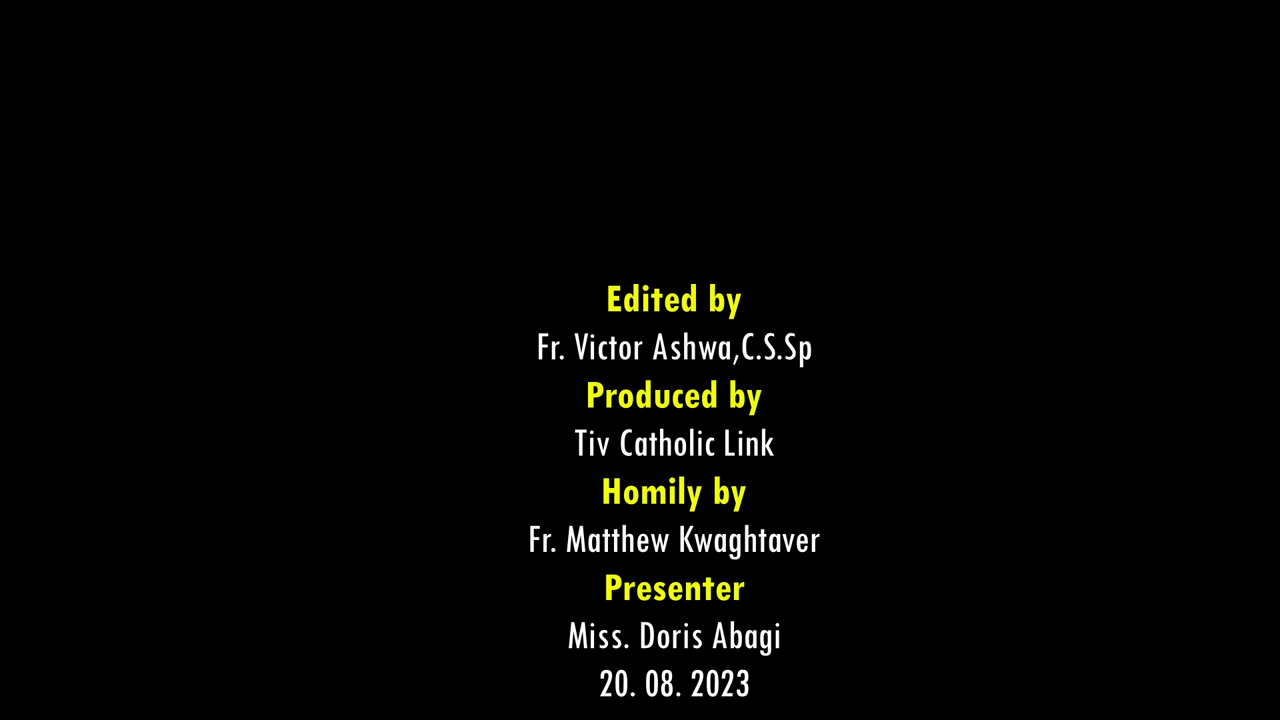 Edited by
Fr. Victor Ashwa,C.S.Sp
Produced by
Tiv Catholic Link
Homily by
Fr. Matthew Kwaghtaver
Presenter
Miss. Doris Abagi
20. 08. 2023